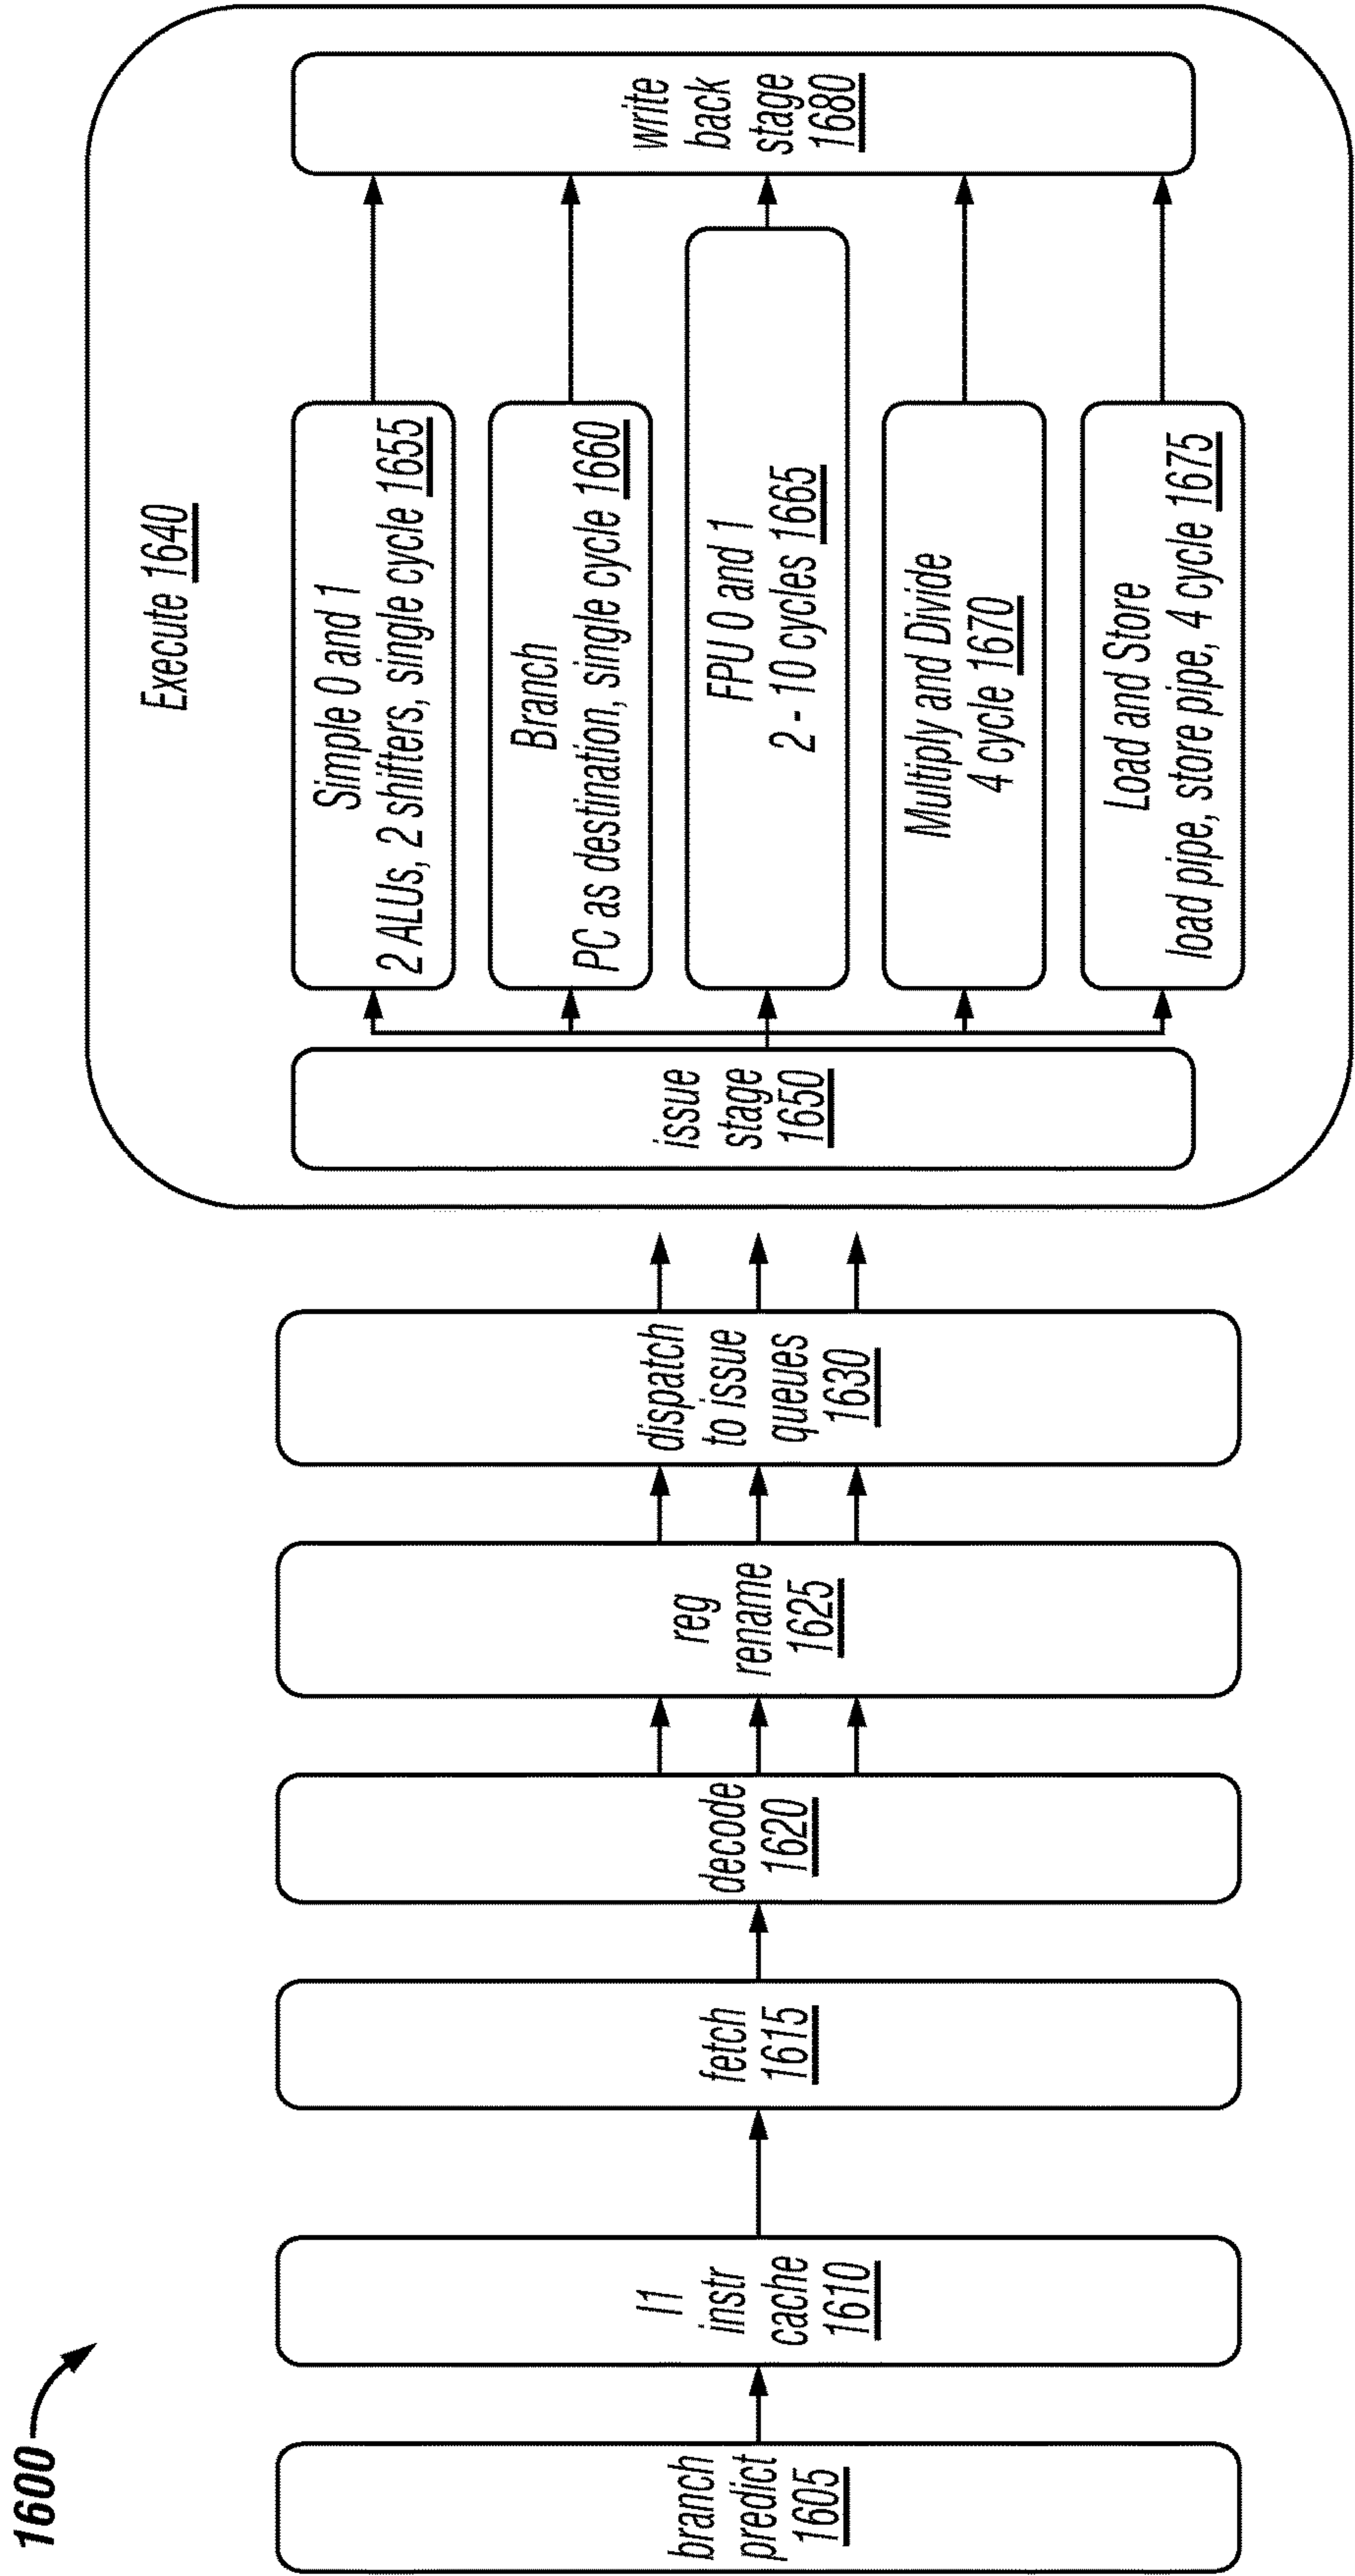 1600
branch
predict
1605
I1
instr
cache
1610
fetch
1615
decode
1620
reg
rename
1625
dispatch
to issue
queues
1630
Execute 1640
issue
stage
1650
Simple 0 and 1
2 ALUs, 2 shifters, single cycle 1655
Branch
PC as destination, single cycle 1660
FPU 0 and 1
2 - 10 cycles 1665
Multiply and Divide
4 cycle 1670
Load and Store
load pipe, store pipe, 4 cycle 1675
write
back
stage
1680